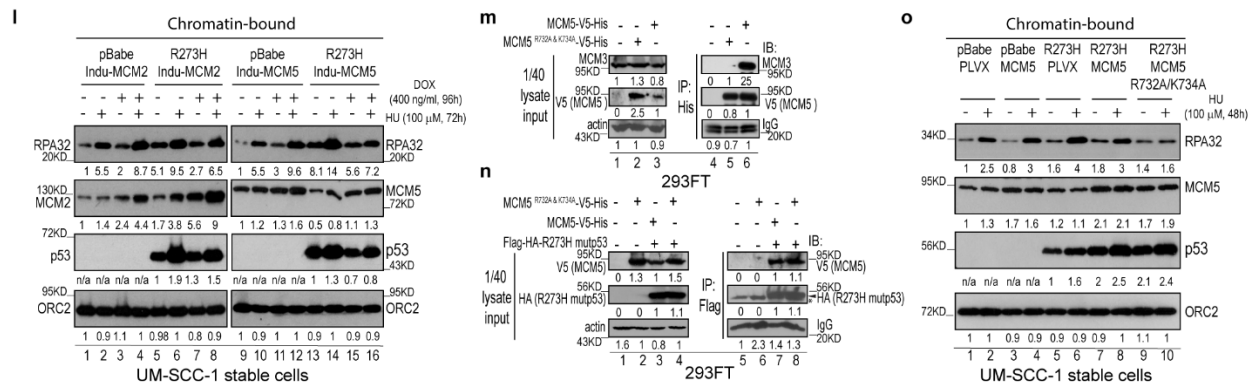 l
Chromatin-bound
pBabe Indu-MCM2
R273H Indu-MCM2
pBabe Indu-MCM5
R273H Indu-MCM5
DOX (400 ng/ml, 96h)
- - + + - - + + - - + + - - + +
HU (100 μM, 72h)
- + - + - + - + - + - + - + - +
RPA32
20KD
RPA32
20KD
1 5.5 2 8.7 5.1 9.5 2.7 6.5 1 5.5 3 9.6 8.1 14 5.6 7.2
130KD
MCM2
MCM5
72KD
1 1.4 2.4 4.4 1.7 3.8 5.6 9 1 1.2 1.3 1.6 0.5 0.8 1.1 1.3
72KD
p53
p53
43KD
n/a n/a n/a n/a 1 1.9 1.3 1.5 n/a n/a n/a n/a 1 1.3 0.7 0.8
95KD
ORC2
95KD
ORC2
1 0.9 1.1 1 0.98 1 0.8 0.9 1 0.9 1 1 0.9 1 0.9 0.9
1 2 3 4 5 6 7 8 9 10 11 12 13 14 15 16
UM-SCC-1 stable cells
m
MCM5-V5-His
- - + - - +
MCM5 R732A & K734A-V5-His
- + - - + -
IB:
1/40 lysate input
MCM3
95KD
1 1.3 0.8
95KD
V5 (MCM5)
0 2.5 1
actin
43KD
1 1 0.9
1 2 3
IP: His
MCM3
95KD
0 1 25
95KD
V5 (MCM5)
0 0.8 1
IgG
43KD
0.9 0.7 1
4 5 6
293FT
n
MCM5 R732A & K734A-V5-His
- + - + - + - +
MCM5-V5-His
- - + - - - + -
Flag-HA-R273H mutp53
- - + + - - + +
IB:
1/40 lysate input
95KD
V5 (MCM5)
0 1.3 1 1.5
56KD
HA (R273H mutp53)
0 0 1 1.1
actin
43KD
1.6 1 0.8 1
1 2 3 4
IP: Flag
95KD
V5 (MCM5)
0 0 1 1.1
56KD
HA (R273H mutp53)
0 0 1 1.1
IgG
20KD
1 2.3 1.4 1.3
5 6 7 8
293FT
o
Chromatin-bound
pBabe PLVX
pBabe MCM5
R273H PLVX
R273H MCM5
R273H MCM5 R732A/K734A
HU (100 μM, 48h)
- + - + - + - + - +
34KD
RPA32
1 2.5 0.8 3 1.6 4 1.8 3 1.4 1.6
95KD
MCM5
1 1.3 1.7 1.6 1.2 1.1 2.1 2.1 1.7 1.9
56KD
p53
n/a n/a 1 1.6 2 2.5 2.1 2.4
72KD
ORC2
1 1 0.9 0.9 0.9 0.9 1 0.9 1.1 1
1 2 3 4 5 6 7 8 9 10
UM-SCC-1 stable cells